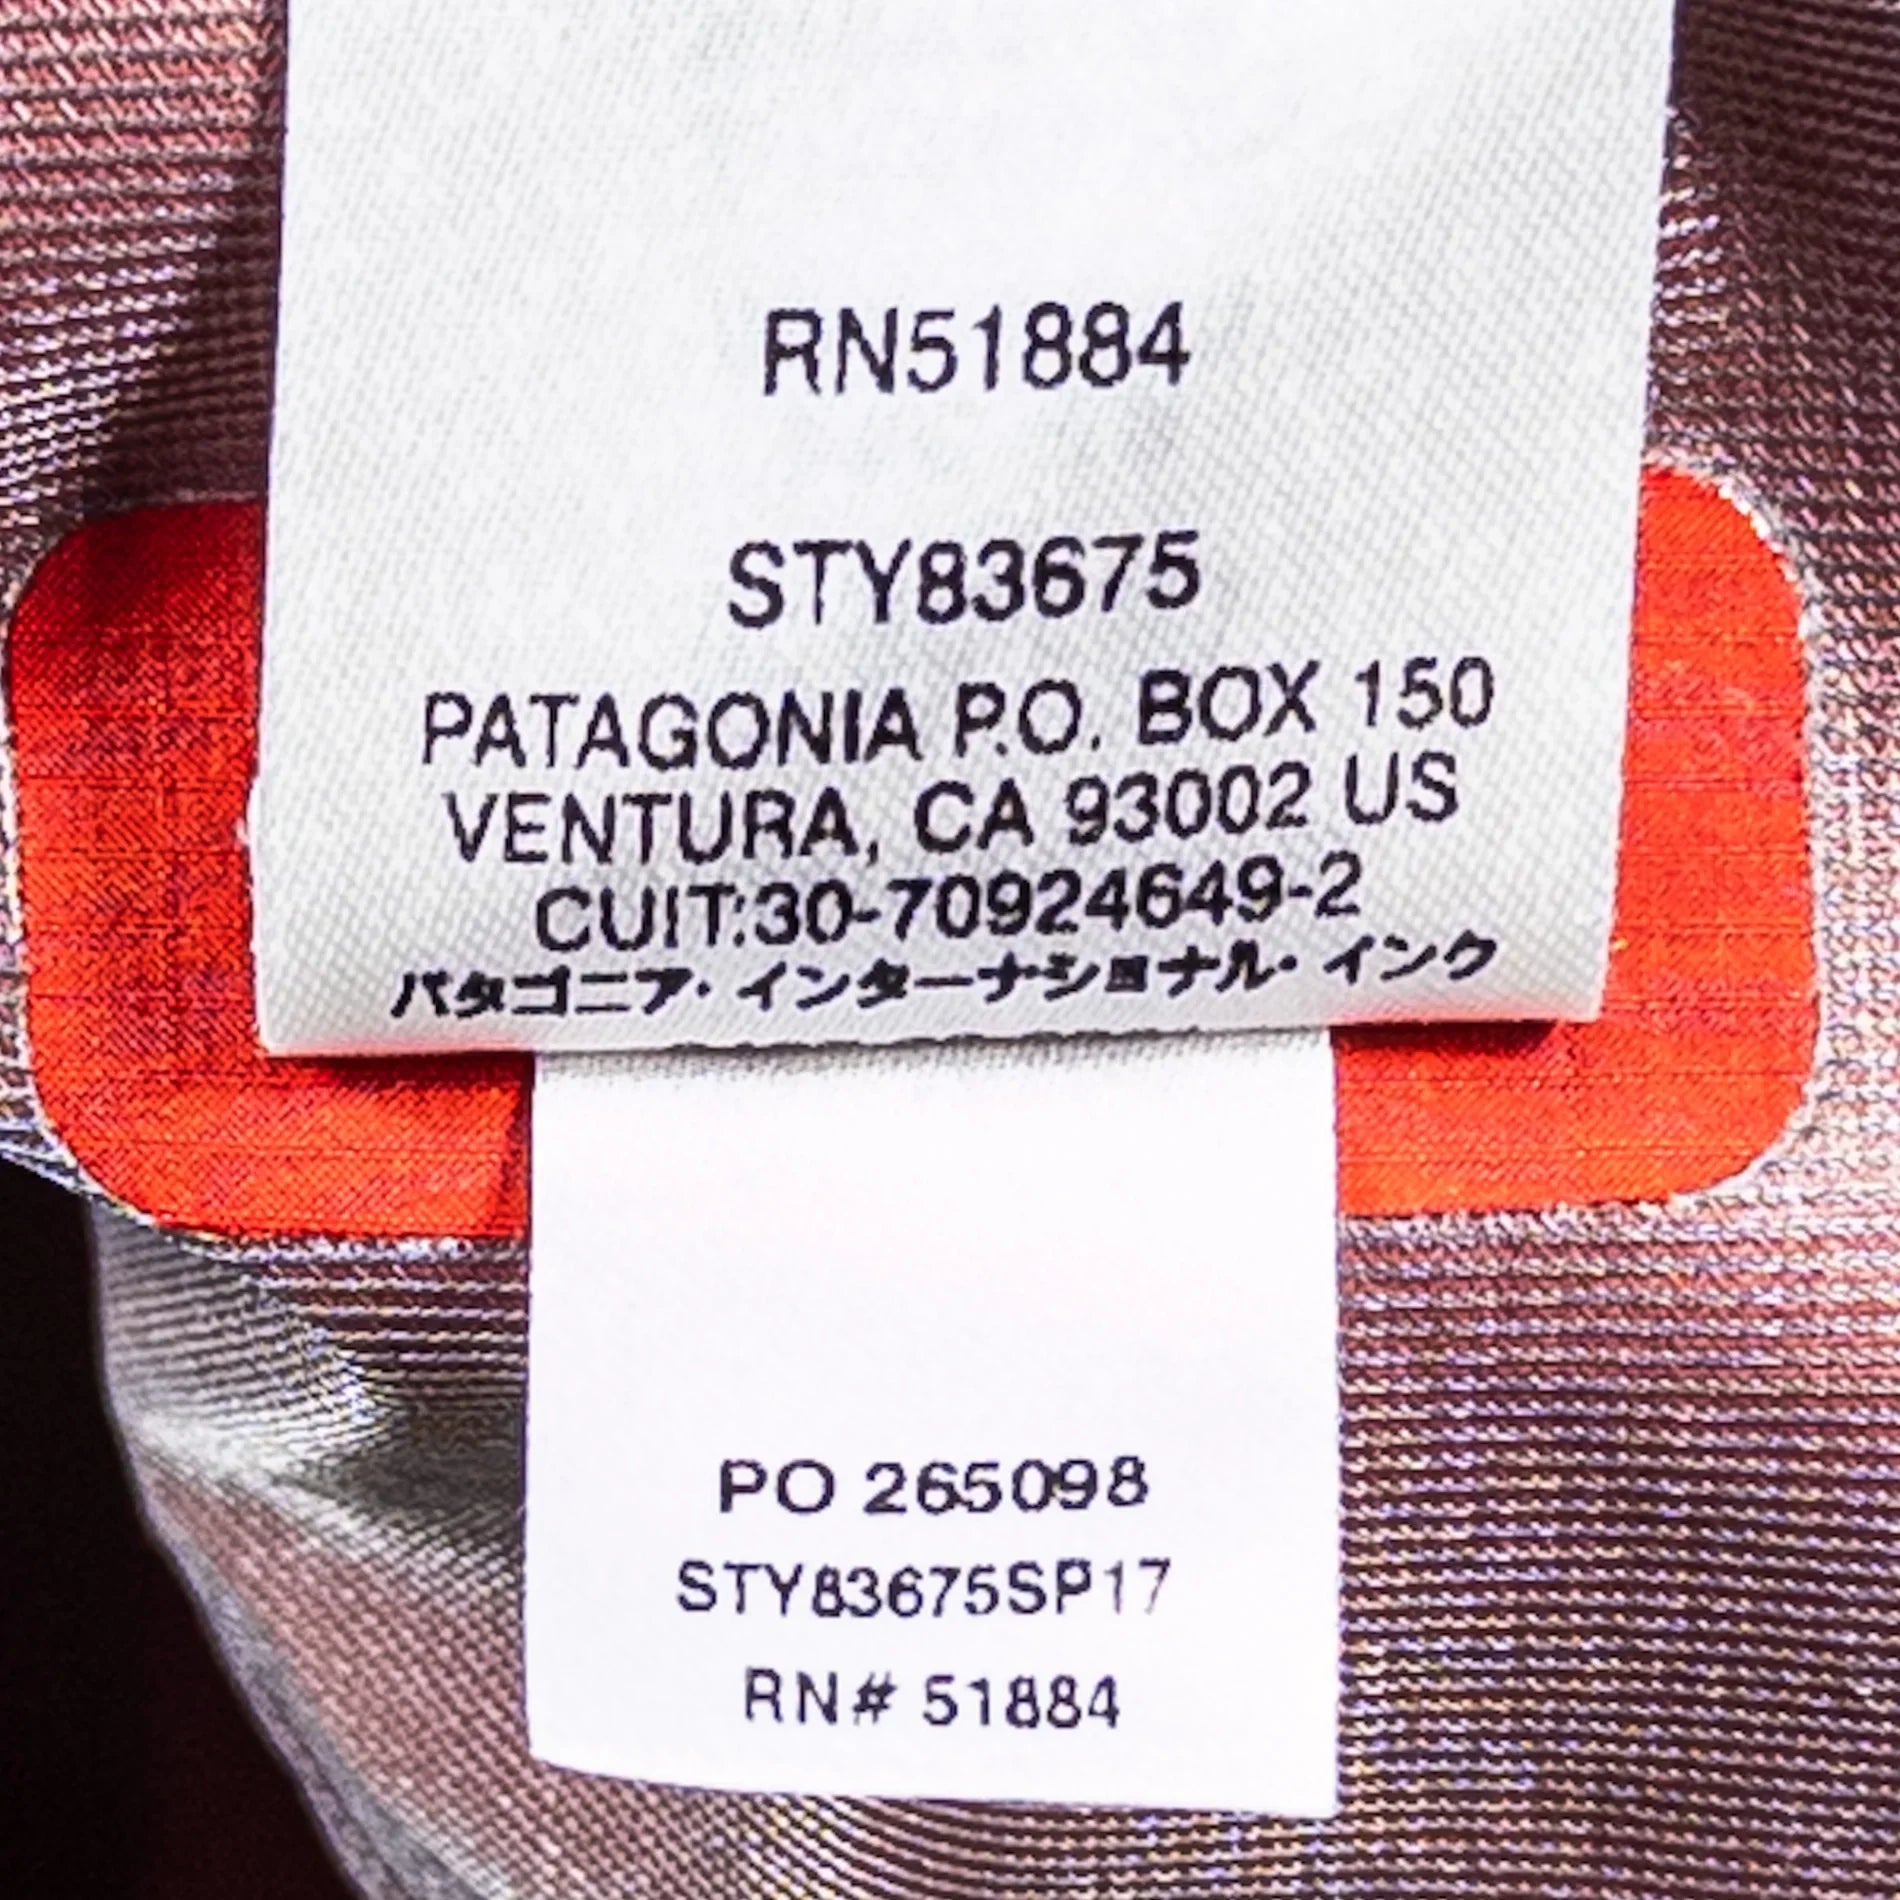 RN51884
STY83675
PATAGONIA P.O. BOX 150
VENTURA, CA 93002 US
CUIT:30-70924649-2
パタゴニア・インターナショナル・インク
PO 265098
STY83675SP17
RN# 51884